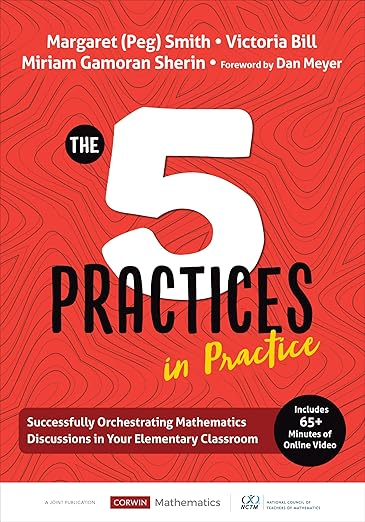 Margaret (Peg) Smith • Victoria Bill
Miriam Gamoran Sherin • Foreword by Dan Meyer
THE
5
PRACTICES
in Practice
Successfully Orchestrating Mathematics
Discussions in Your Elementary Classroom
Includes
65+
Minutes of
Online Video
A JOINT PUBLICATION
CORWIN Mathematics
NCTM
NATIONAL COUNCIL OF
TEACHERS OF MATHEMATICS